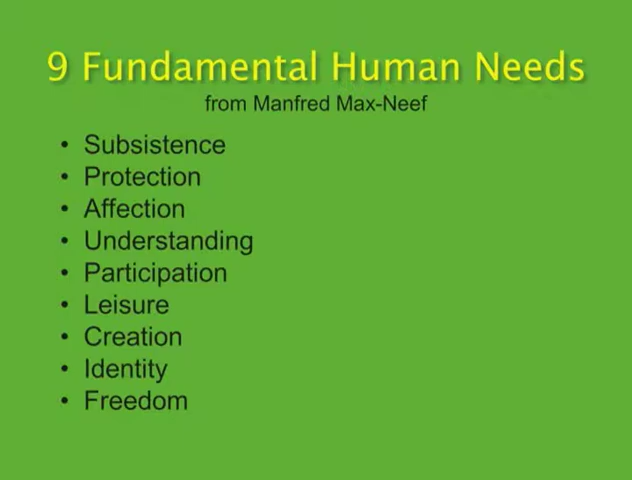 9 Fundamental Human Needs
from Manfred Max-Neef
• Subsistence
• Protection
• Affection
• Understanding
• Participation
• Leisure
• Creation
• Identity
• Freedom